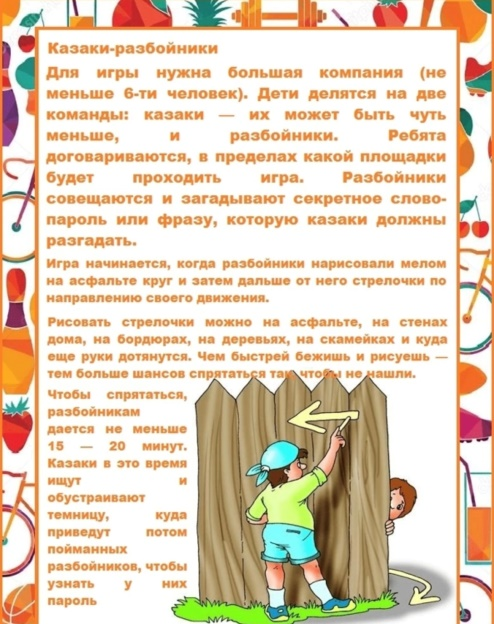 Казаки-разбойники
Для игры нужна большая компания (не
меньше 6-ти человек). Дети делятся на две
команды: казаки — их может быть чуть
меньше, и разбойники. Ребята
договариваются, в пределах какой площадки
будет проходить игра. Разбойники
совещаются и загадывают секретное слово-
пароль или фразу, которую казаки должны
разгадать.
Игра начинается, когда разбойники нарисовали мелом
на асфальте круг и затем дальше от него стрелочки по
направлению своего движения.
Рисовать стрелочки можно на асфальте, на стенах
дома, на бордюрах, на деревьях, на скамейках и куда
еще руки дотянутся. Чем быстрей бежишь и рисуешь —
тем больше шансов спрятаться так, чтобы не нашли.
Чтобы спрятаться,
разбойникам
дается не меньше
15 — 20 минут.
Казаки в это время
ищут и
обустраивают
темницу, куда
приведут потом
пойманных
разбойников, чтобы
узнать у них
пароль